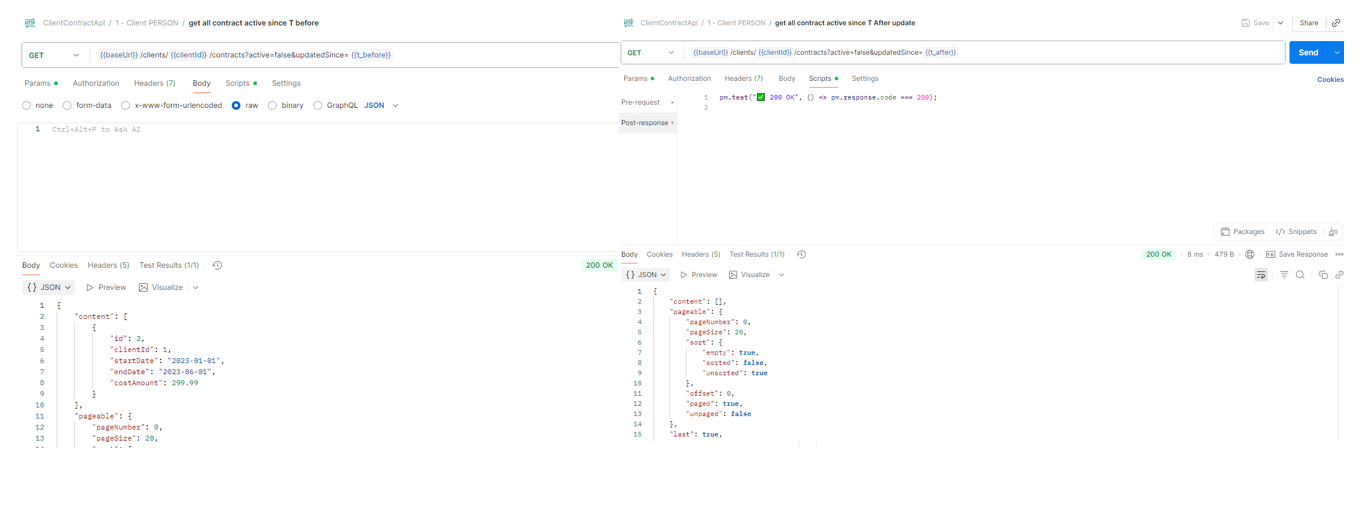 ClientContractApi / 1 - Client PERSON / get all contract active since T before
GET {{baseUrl}} /clients/ {{clientId}} /contracts?active=false&updatedSince= {{t_before}}
Params Authorization Headers (7) Body Scripts Settings
none form-data x-www-form-urlencoded raw binary GraphQL JSON
1 Ctrl+Alt+P to Ask AI
Body Cookies Headers (5) Test Results (1/1) 200 OK
{} JSON Preview Visualize
1 {
2 "content": [
3 {
4 "id": 2,
5 "clientId": 1,
6 "startDate": "2023-01-01",
7 "endDate": "2023-06-01",
8 "costAmount": 299.99
9 }
10 ],
11 "pageable": {
12 "pageNumber": 0,
13 "pageSize": 20,
ClientContractApi / 1 - Client PERSON / get all contract active since T After update
Save Share
GET {{baseUrl}} /clients/ {{clientId}} /contracts?active=false&updatedSince= {{t_after}} Send
Params Authorization Headers (7) Body Scripts Settings Cookies
Pre-request
Post-response
1 pm.test("✅ 200 OK", () => pm.response.code === 200);
2
Packages </> Snippets
Body Cookies Headers (5) Test Results (1/1) 200 OK 8 ms 479 B Save Response
{} JSON Preview Visualize
1 {
2 "content": [],
3 "pageable": {
4 "pageNumber": 0,
5 "pageSize": 20,
6 "sort": {
7 "empty": true,
8 "sorted": false,
9 "unsorted": true
10 },
11 "offset": 0,
12 "paged": true,
13 "unpaged": false
14 },
15 "last": true,